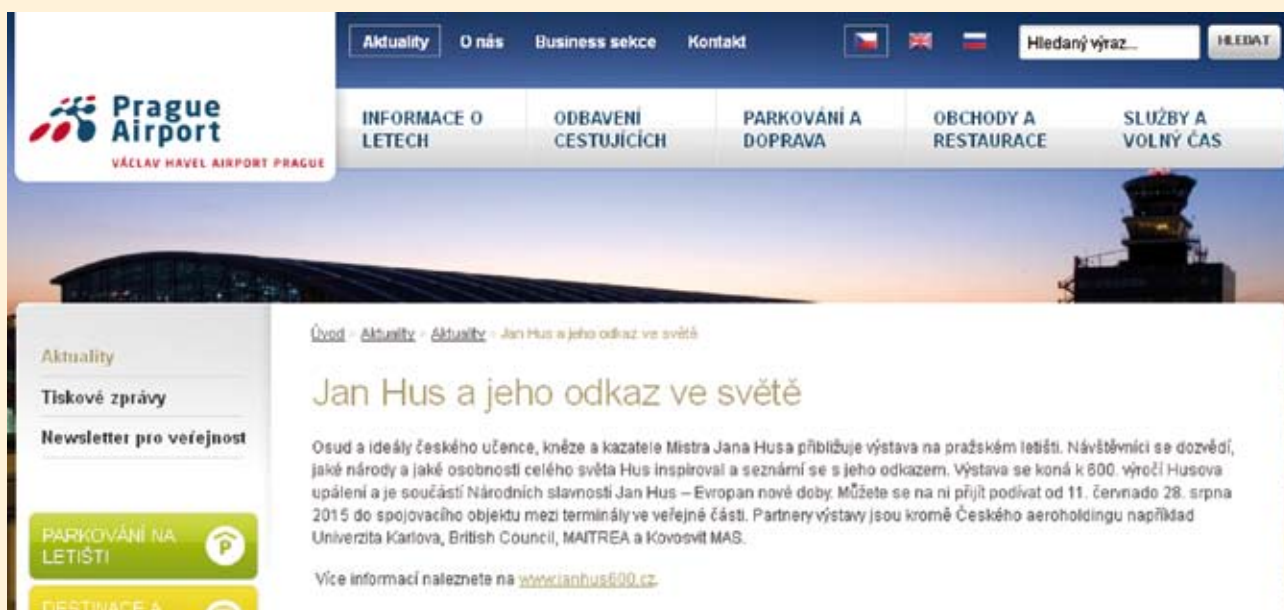 Aktuality O nás Business sekce Kontakt Hledaný výraz... HLEDAT
Prague
Airport
VÁCLAV HAVEL AIRPORT PRAGUE
INFORMACE O
LETECH
ODBAVENÍ
CESTUJÍCÍCH
PARKOVÁNÍ A
DOPRAVA
OBCHODY A
RESTAURACE
SLUŽBY A
VOLNÝ ČAS
Aktuality
Tiskové zprávy
Newsletter pro veřejnost
PARKOVÁNÍ NA
LETIŠTI
P
DESTINACE A
Úvod - Aktuality - Aktuality - Jan Hus a jeho odkaz ve světě
Jan Hus a jeho odkaz ve světě
Osud a ideály českého učence, kněze a kazatele Mistra Jana Husa přibližuje výstava na pražském letišti. Návštěvníci se dozvědí,
jaké národy a jaké osobnosti celého světa Hus inspiroval a seznámí se s jeho odkazem. Výstava se koná k 600. výročí Husova
upálení a je součástí Národních slavností Jan Hus – Evropan nové doby. Můžete se na ni přijít podívat od 11. červnado 28. srpna
2015 do spojovacího objektu mezi terminály ve veřejné části. Partnery výstavy jsou kromě Českého aeroholdingu například
Univerzita Karlova, British Council, MAITREA a Kovosvit MAS.
Více informací naleznete na www.janhus600.cz.